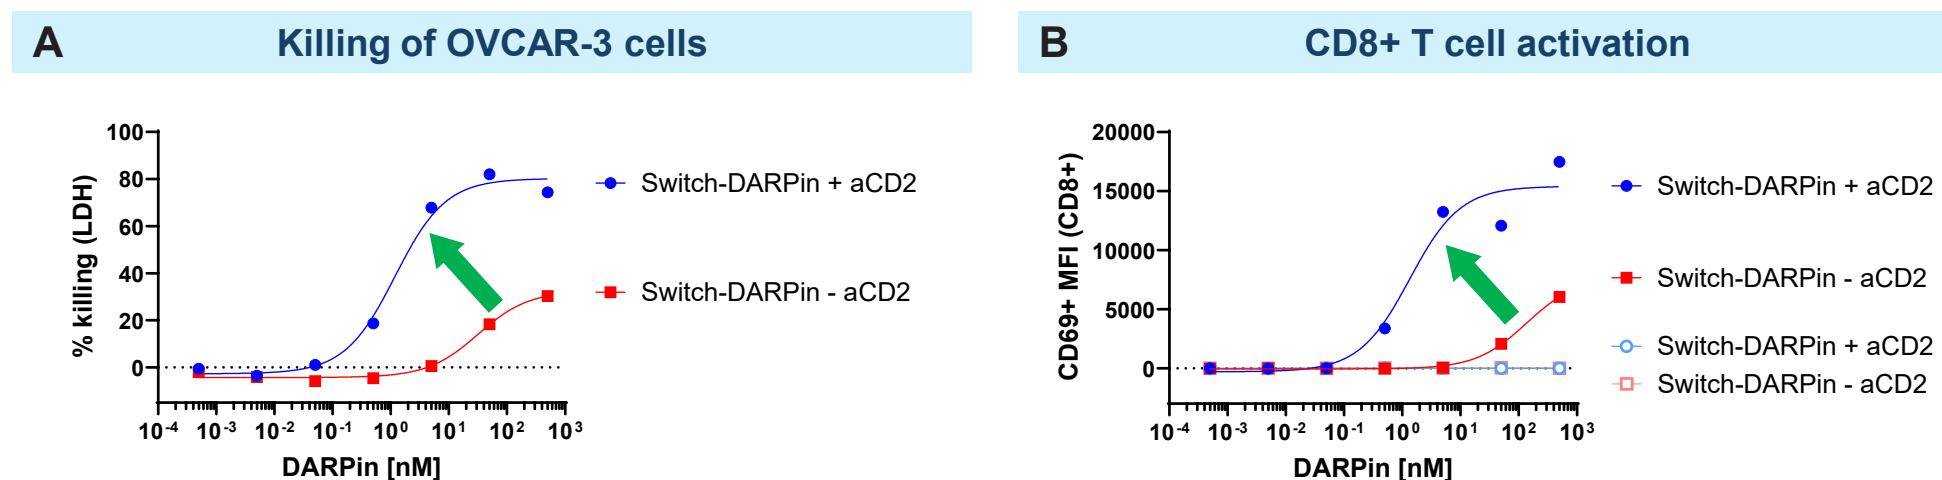 A
Killing of OVCAR-3 cells
100
80
60
40
20
0
% killing (LDH)
10-4
10-3
10-2
10-1
100
101
102
103
DARPin [nM]
Switch-DARPin + aCD2
Switch-DARPin - aCD2
B
CD8+ T cell activation
20000
15000
10000
5000
0
CD69+ MFI (CD8+)
10-4
10-3
10-2
10-1
100
101
102
103
DARPin [nM]
Switch-DARPin + aCD2
Switch-DARPin - aCD2
Switch-DARPin + aCD2
Switch-DARPin - aCD2